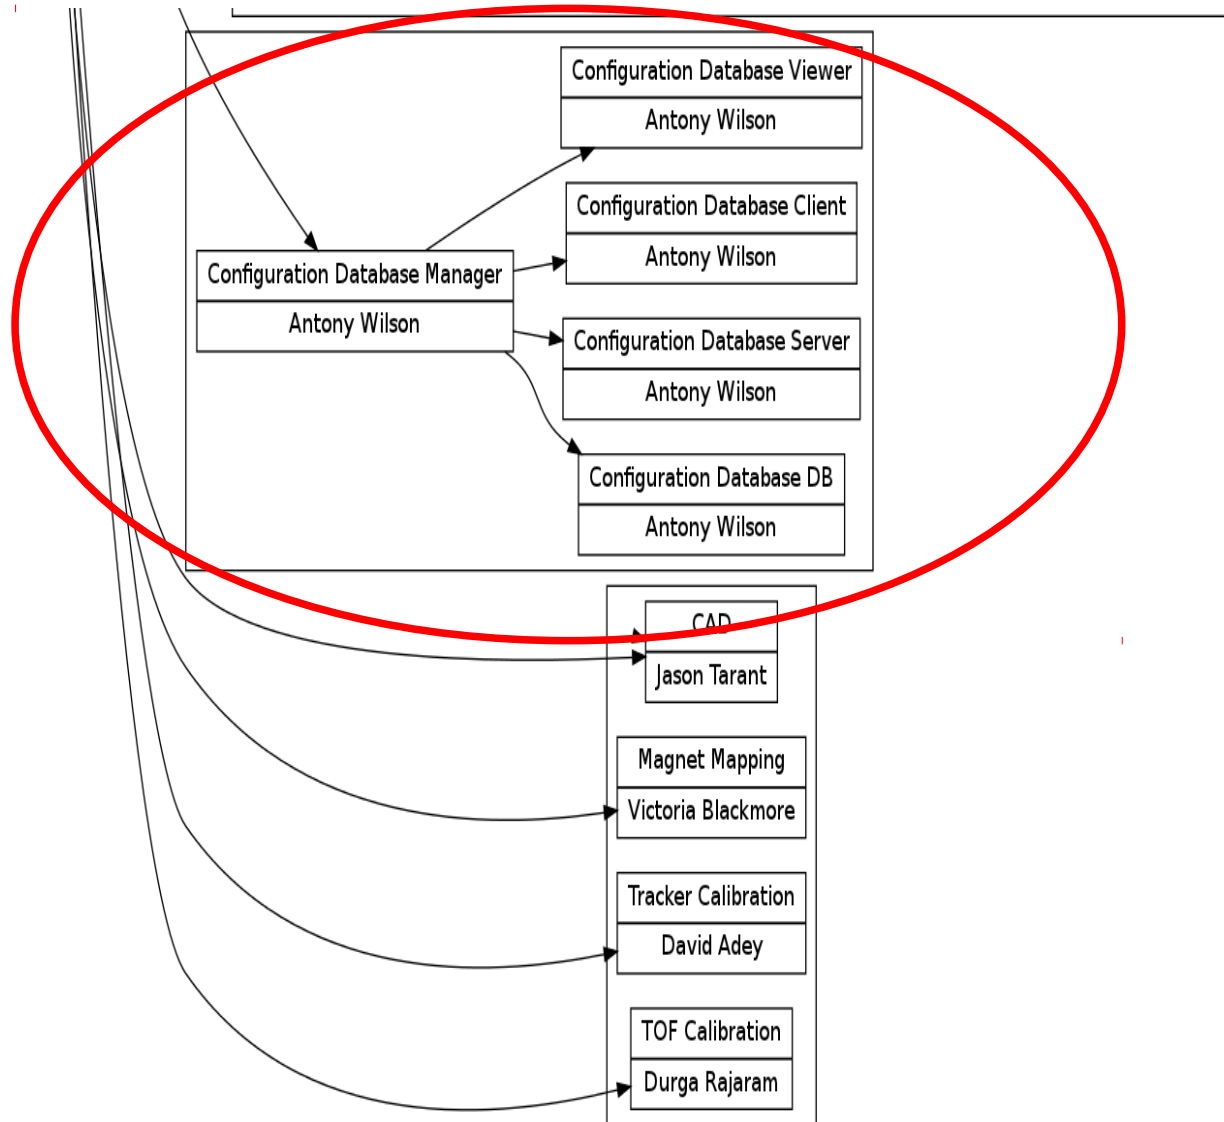 Configuration Database Viewer
Antony Wilson
Configuration Database Client
Antony Wilson
Configuration Database Manager
Antony Wilson
Configuration Database Server
Antony Wilson
Configuration Database DB
Antony Wilson
CAD
Jason Tarant
Magnet Mapping
Victoria Blackmore
Tracker Calibration
David Adey
TOF Calibration
Durga Rajaram